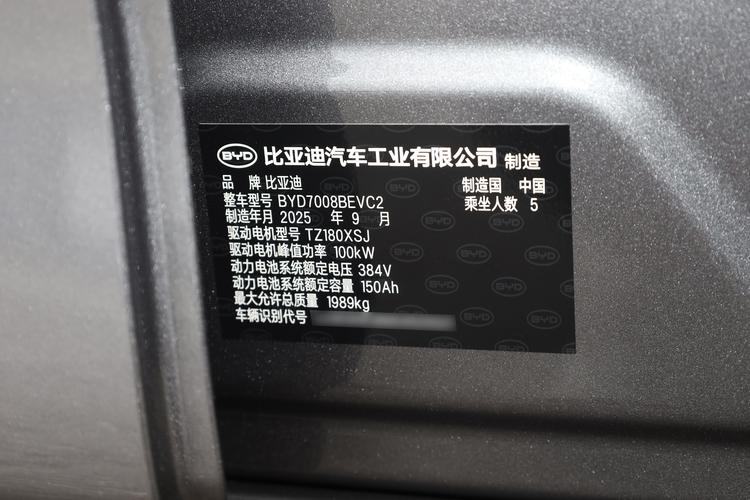 BYD 比亚迪汽车工业有限公司 制造
品 牌 比亚迪 制造国 中国
整车型号 BYD7008BEVC2 乘坐人数 5
制造年月 2025 年 9 月
驱动电机型号 TZ180XSJ
驱动电机峰值功率 100kW
动力电池系统额定电压 384V
动力电池系统额定容量 150Ah
最大允许总质量 1989kg
车辆识别代号